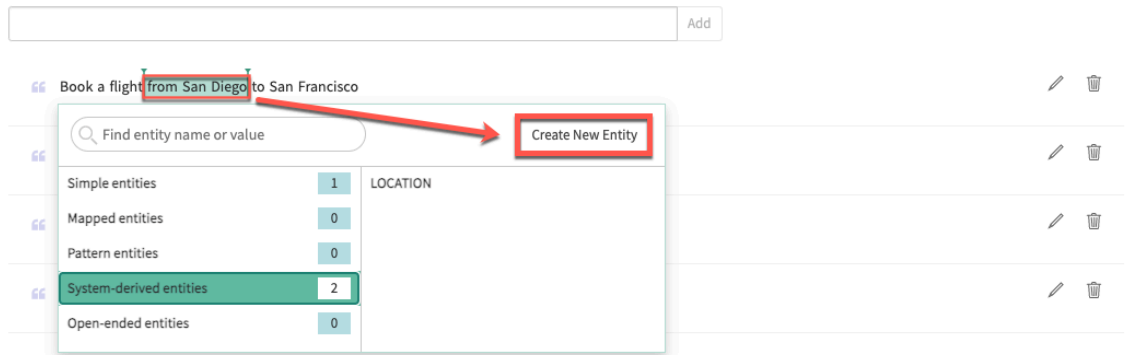 Add
Book a flight from San Diego to San Francisco
Find entity name or value
Create New Entity
Simple entities 1 LOCATION
Mapped entities 0
Pattern entities 0
System-derived entities 2
Open-ended entities 0